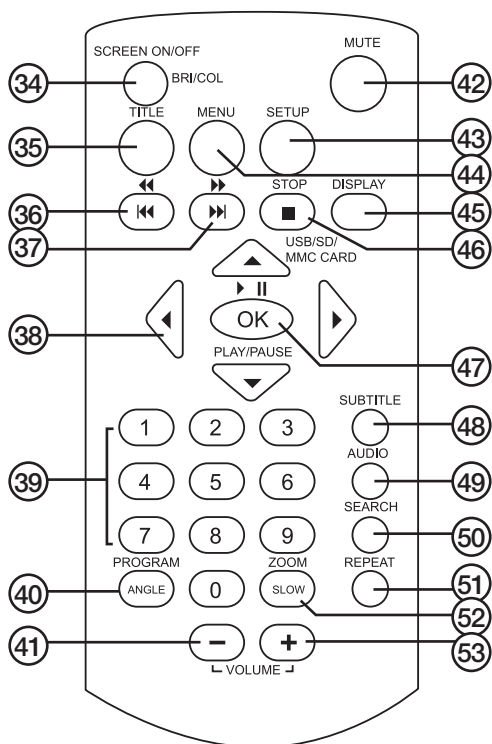 SCREEN ON/OFF
MUTE
34
BRI/COL
42
TITLE
MENU
SETUP
35
43
44
STOP
DISPLAY
36
45
37
USB/SD/
MMC CARD
46
38
OK
47
PLAY/PAUSE
SUBTITLE
1
2
3
48
AUDIO
39
4
5
6
49
SEARCH
7
8
9
50
PROGRAM
ZOOM
REPEAT
40
ANGLE
0
SLOW
51
52
41
−
+
53
VOLUME